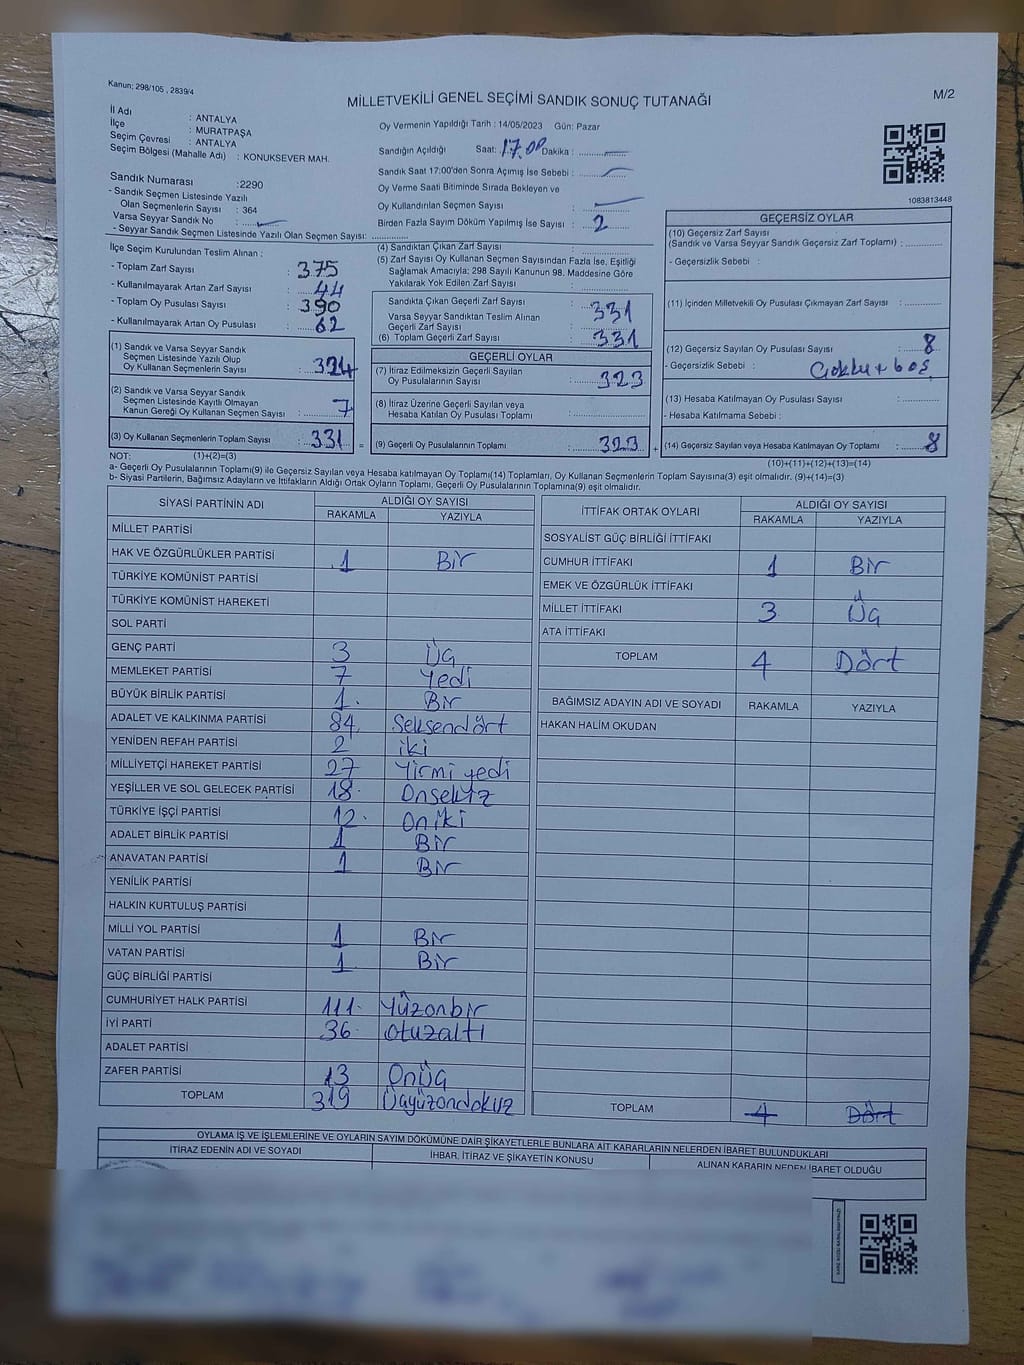 Kanun; 298/105 , 2839/4
MİLLETVEKİLİ GENEL SEÇİMİ SANDIK SONUÇ TUTANAĞI
M/2
İl Adı : ANTALYA
İlçe : MURATPAŞA
Seçim Çevresi : ANTALYA
Seçim Bölgesi (Mahalle Adı) : KONUKSEVER MAH.
Sandık Numarası :2290
- Sandık Seçmen Listesinde Yazılı
Olan Seçmenlerin Sayısı : 364
Varsa Seyyar Sandık No :
- Seyyar Sandık Seçmen Listesinde Yazılı Olan Seçmen Sayısı: ............
Oy Vermenin Yapıldığı Tarih : 14/05/2023 Gün: Pazar
Sandığın Açıldığı Saat: 17.00 Dakika :
Sandık Saat 17:00'den Sonra Açılmış İse Sebebi :
Oy Verme Saati Bitiminde Sırada Bekleyen ve
Oy Kullandırılan Seçmen Sayısı :
Birden Fazla Sayım Döküm Yapılmış İse Sayısı : 2
1083813448
İlçe Seçim Kurulundan Teslim Alınan :
- Toplam Zarf Sayısı : 375
- Kullanılmayarak Artan Zarf Sayısı : 44
- Toplam Oy Pusulası Sayısı : 390
- Kullanılmayarak Artan Oy Pusulası : 62
(1) Sandık ve Varsa Seyyar Sandık
Seçmen Listesinde Yazılı Olup
Oy Kullanan Seçmenlerin Sayısı : 324
(2) Sandık ve Varsa Seyyar Sandık
Seçmen Listesinde Kayıtlı Olmayan
Kanun Gereği Oy Kullanan Seçmen Sayısı : 7
(3) Oy Kullanan Seçmenlerin Toplam Sayısı : 331 =
(4) Sandıktan Çıkan Zarf Sayısı :
(5) Zarf Sayısı Oy Kullanan Seçmen Sayısından Fazla İse, Eşitliği
Sağlamak Amacıyla; 298 Sayılı Kanunun 98. Maddesine Göre
Yakılarak Yok Edilen Zarf Sayısı :
Sandıkta Çıkan Geçerli Zarf Sayısı : 331
Varsa Seyyar Sandıktan Teslim Alınan
Geçerli Zarf Sayısı :
(6) Toplam Geçerli Zarf Sayısı : 331
GEÇERLİ OYLAR
(7) İtiraz Edilmeksizin Geçerli Sayılan
Oy Pusulalarının Sayısı : 323
(8) İtiraz Üzerine Geçerli Sayılan veya
Hesaba Katılan Oy Pusulası Toplamı :
(9) Geçerli Oy Pusulalarının Toplamı : 323 +
GEÇERSİZ OYLAR
(10) Geçersiz Zarf Sayısı
(Sandık ve Varsa Seyyar Sandık Geçersiz Zarf Toplamı) :
- Geçersizlik Sebebi :
(11) İçinden Milletvekili Oy Pusulası Çıkmayan Zarf Sayısı :
(12) Geçersiz Sayılan Oy Pusulası Sayısı : 8
- Geçersizlik Sebebi : Çoklu + boş
(13) Hesaba Katılmayan Oy Pusulası Sayısı :
- Hesaba Katılmama Sebebi :
(14) Geçersiz Sayılan veya Hesaba Katılmayan Oy Toplamı : 8
NOT: (1)+(2)=(3)
(10)+(11)+(12)+(13)=(14)
a- Geçerli Oy Pusulalarının Toplamı(9) ile Geçersiz Sayılan veya Hesaba katılmayan Oy Toplamı(14) Toplamları, Oy Kullanan Seçmenlerin Toplam Sayısına(3) eşit olmalıdır. (9)+(14)=(3)
b- Siyasi Partilerin, Bağımsız Adayların ve İttifakların Aldığı Ortak Oyların Toplamı, Geçerli Oy Pusulalarının Toplamına(9) eşit olmalıdır.
SİYASİ PARTİNİN ADI ALDIĞI OY SAYISI
RAKAMLA YAZIYLA
MİLLET PARTİSİ
HAK VE ÖZGÜRLÜKLER PARTİSİ 1 Bir
TÜRKİYE KOMÜNİST PARTİSİ
TÜRKİYE KOMÜNİST HAREKETİ
SOL PARTİ
GENÇ PARTİ 3 Üç
MEMLEKET PARTİSİ 7 Yedi
BÜYÜK BİRLİK PARTİSİ 1 Bir
ADALET VE KALKINMA PARTİSİ 84 Seksendört
YENİDEN REFAH PARTİSİ 2 iki
MİLLİYETÇİ HAREKET PARTİSİ 27 Yirmi yedi
YEŞİLLER VE SOL GELECEK PARTİSİ 18 Onsekiz
TÜRKİYE İŞÇİ PARTİSİ 12 Oniki
ADALET BİRLİK PARTİSİ 1 Bir
ANAVATAN PARTİSİ 1 Bir
YENİLİK PARTİSİ
HALKIN KURTULUŞ PARTİSİ
MİLLİ YOL PARTİSİ 1 Bir
VATAN PARTİSİ 1 Bir
GÜÇ BİRLİĞİ PARTİSİ
CUMHURİYET HALK PARTİSİ 111 Yüzonbir
İYİ PARTİ 36 otuzaltı
ADALET PARTİSİ
ZAFER PARTİSİ 13 Onüç
TOPLAM 319 Üçyüzondokuz
İTTİFAK ORTAK OYLARI ALDIĞI OY SAYISI
RAKAMLA YAZIYLA
SOSYALİST GÜÇ BİRLİĞİ İTTİFAKI
CUMHUR İTTİFAKI 1 Bir
EMEK VE ÖZGÜRLÜK İTTİFAKI
MİLLET İTTİFAKI 3 Üç
ATA İTTİFAKI
TOPLAM 4 Dört
BAĞIMSIZ ADAYIN ADI VE SOYADI RAKAMLA YAZIYLA
HAKAN HALİM OKUDAN
TOPLAM 4 Dört
OYLAMA İŞ VE İŞLEMLERİNE VE OYLARIN SAYIM DÖKÜMÜNE DAİR ŞİKAYETLERLE BUNLARA AİT KARARLARIN NELERDEN İBARET BULUNDUKLARI
İTİRAZ EDENİN ADI VE SOYADI İHBAR, İTİRAZ VE ŞİKAYETİN KONUSU ALINAN KARARIN NEDEN İBARET OLDUĞU